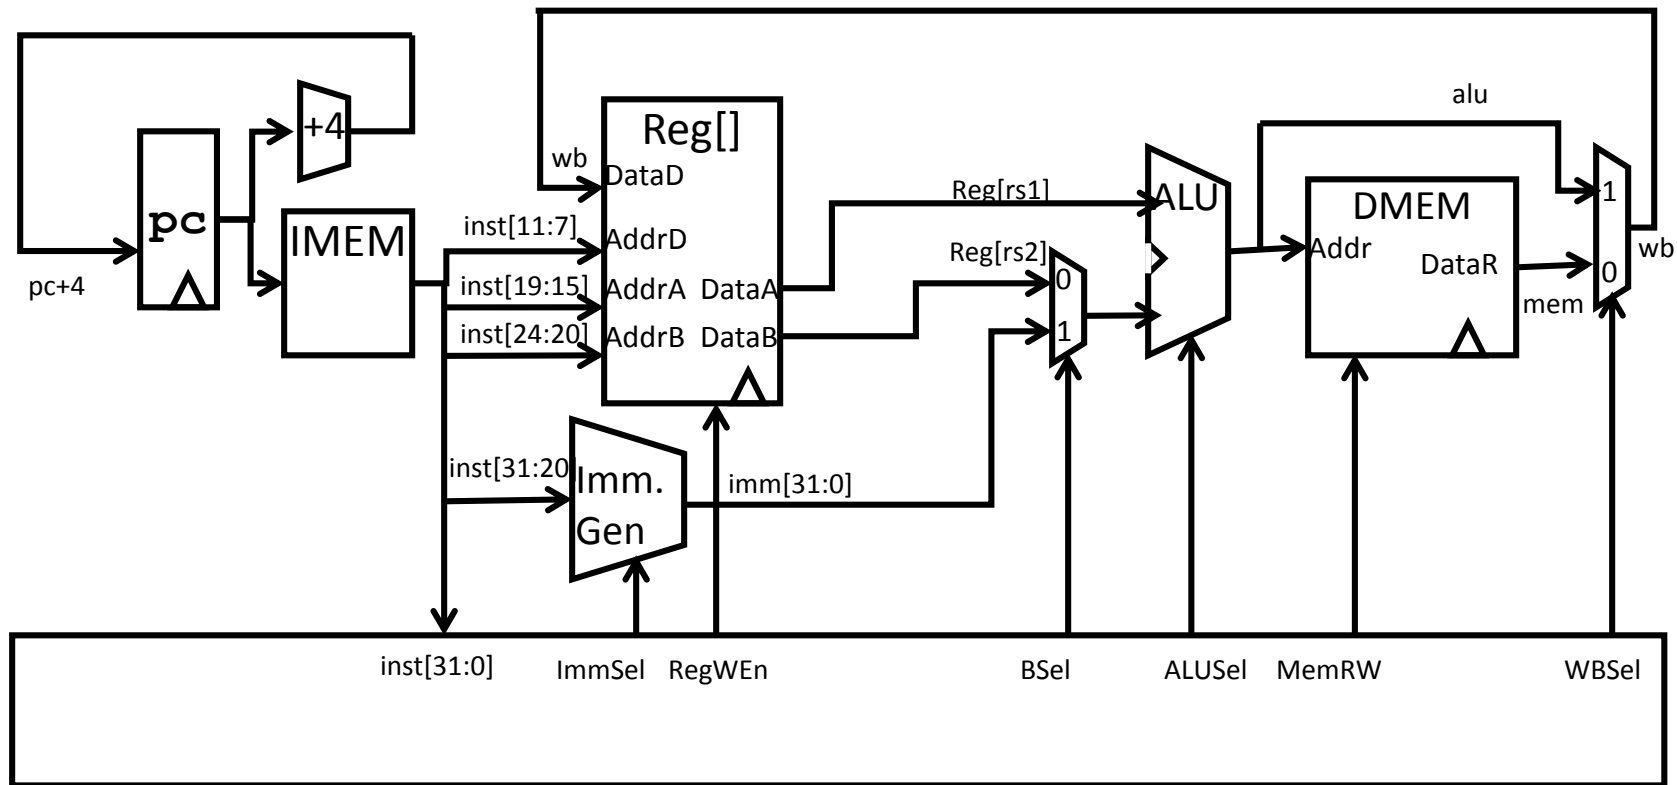 alu
+4
Reg[]
wb
DataD
pc
IMEM
inst[11:7]
AddrD
Reg[rs1]
ALU
DMEM
1
Reg[rs2]
Addr
DataR
wb
pc+4
inst[19:15]
AddrA
DataA
0
0
mem
inst[24:20]
AddrB
DataB
1
inst[31:20]
Imm.
Gen
imm[31:0]
inst[31:0]
ImmSel
RegWEn
BSel
ALUSel
MemRW
WBSel